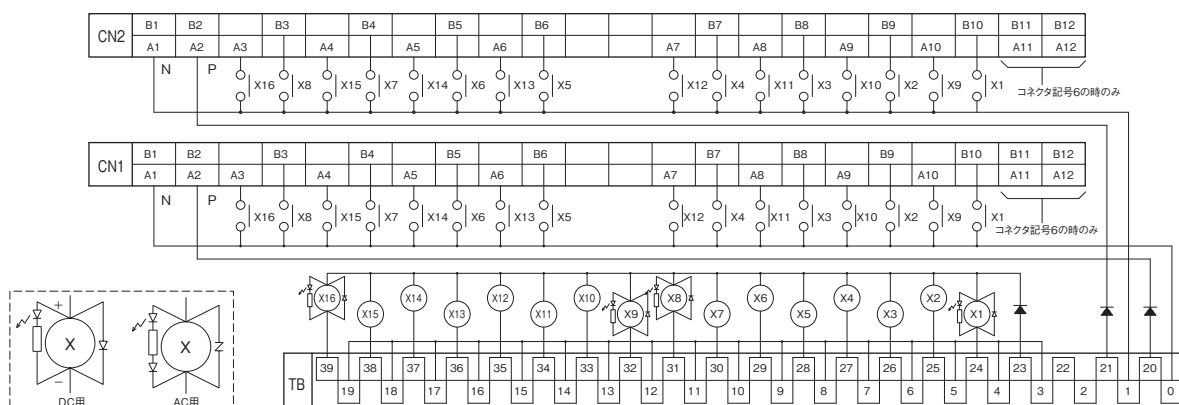 CN2
B1 B2 B3 B4 B5 B6 B7 B8 B9 B10 B11 B12
A1 A2 A3 A4 A5 A6 A7 A8 A9 A10 A11 A12
N P
X16 X8 X15 X7 X14 X6 X13 X5 X12 X4 X11 X3 X10 X2 X9 X1
コネクタ記号6の時のみ
CN1
B1 B2 B3 B4 B5 B6 B7 B8 B9 B10 B11 B12
A1 A2 A3 A4 A5 A6 A7 A8 A9 A10 A11 A12
N P
X16 X8 X15 X7 X14 X6 X13 X5 X12 X4 X11 X3 X10 X2 X9 X1
コネクタ記号6の時のみ
X16 X15 X14 X13 X12 X11 X10 X9 X8 X7 X6 X5 X4 X3 X2 X1
+
X X
−
DC用 AC用
TB
39 38 37 36 35 34 33 32 31 30 29 28 27 26 25 24 23 22 21 20
19 18 17 16 15 14 13 12 11 10 9 8 7 6 5 4 3 2 1 0